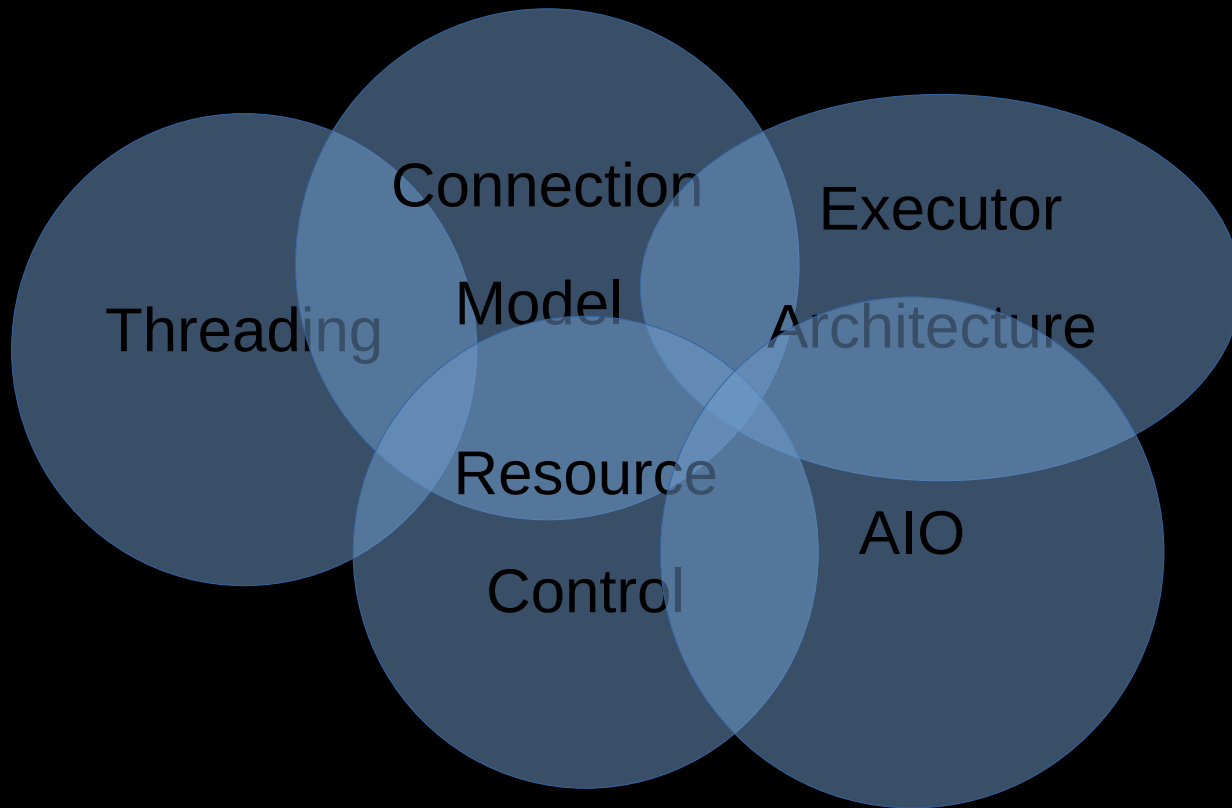 Threading
Connection
Model
Executor
Architecture
Resource
Control
AIO